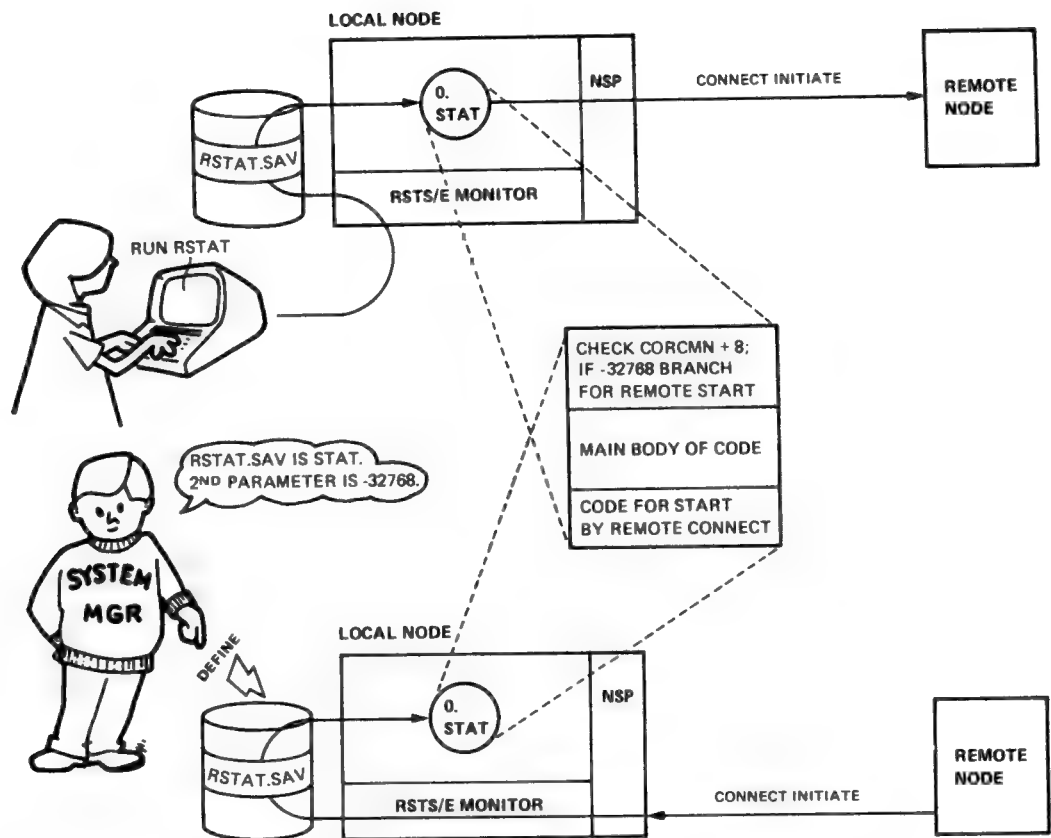 LOCAL NODE
NSP
0.
STAT
CONNECT INITIATE
REMOTE
NODE
RSTAT.SAV
RSTS/E MONITOR
RUN RSTAT
CHECK CORCMN + 8;
IF -32768 BRANCH
FOR REMOTE START
MAIN BODY OF CODE
CODE FOR START
BY REMOTE CONNECT
RSTAT.SAV IS STAT.
2ND PARAMETER IS -32768.
SYSTEM
MGR
DEFINE
LOCAL NODE
NSP
0.
STAT
REMOTE
NODE
RSTAT.SAV
RSTS/E MONITOR
CONNECT INITIATE